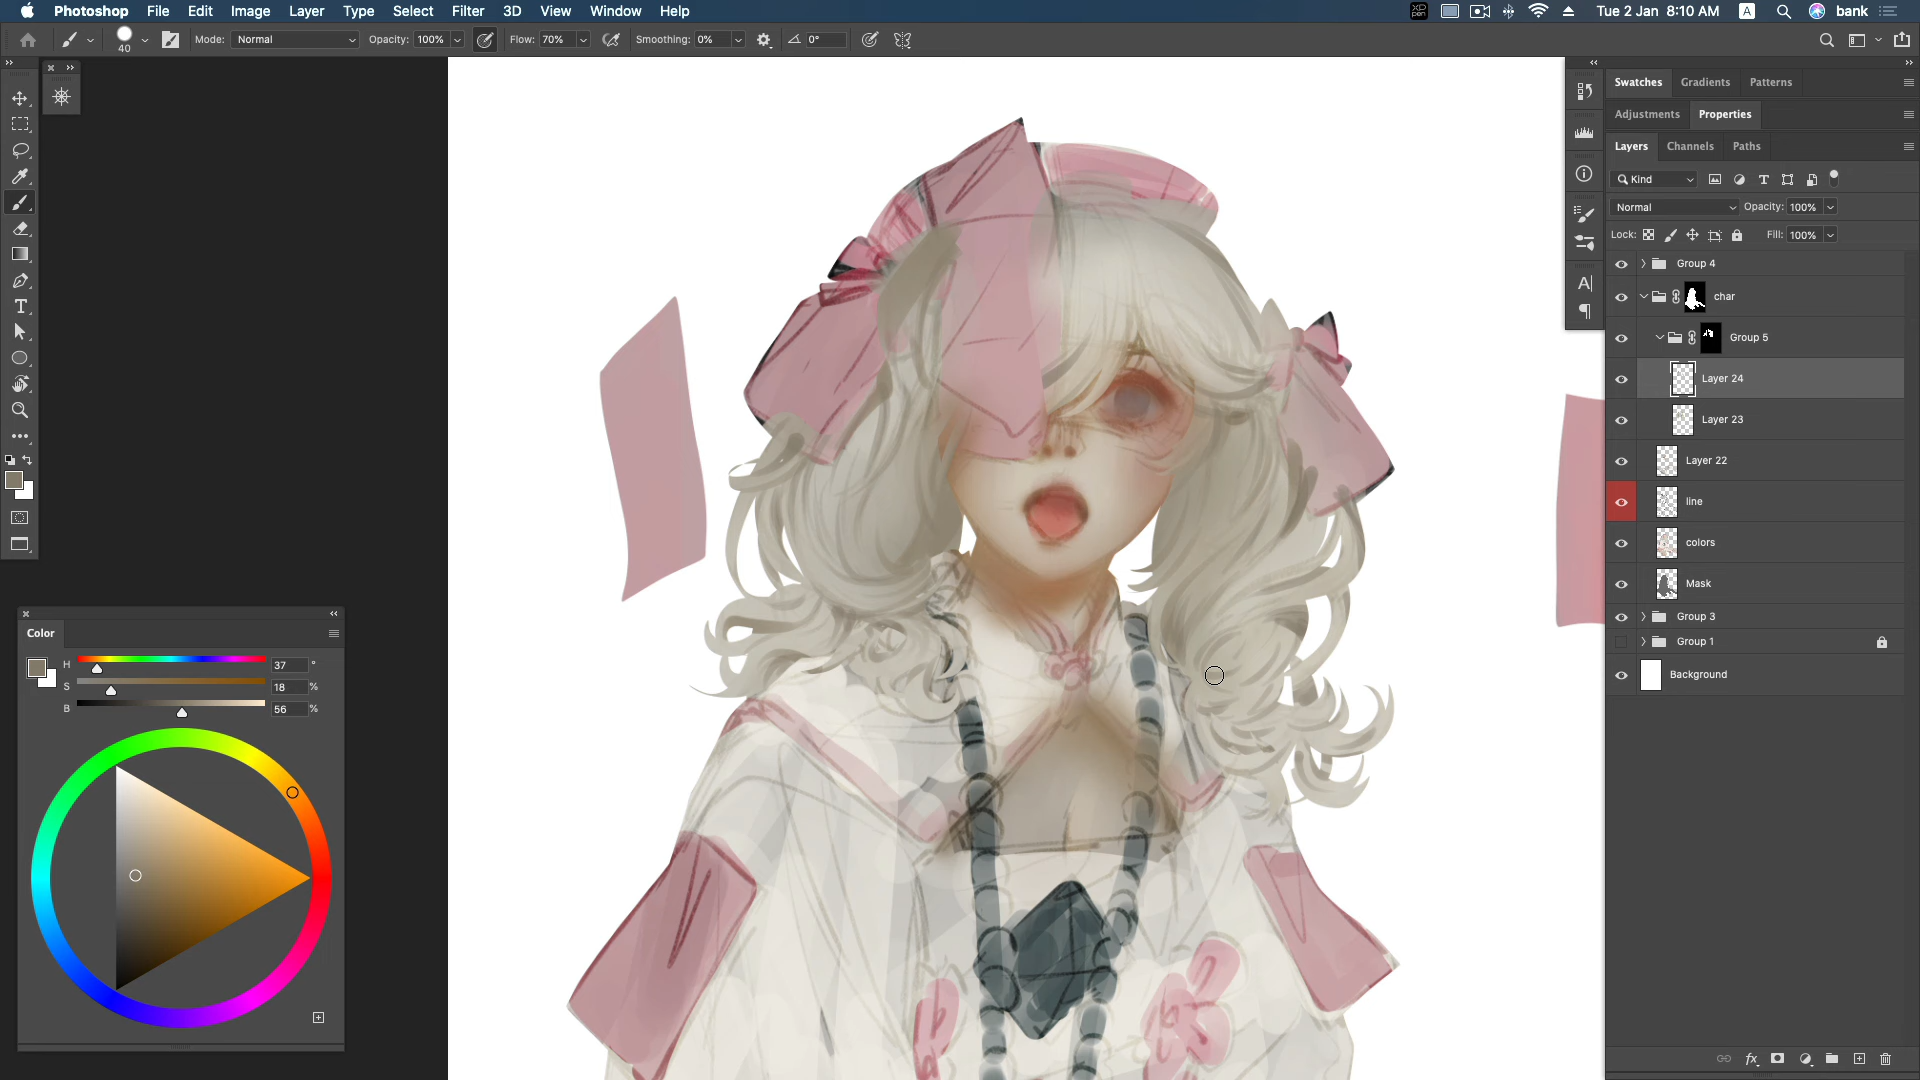 Photoshop File Edit Image Layer Type Select Filter 3D View Window Help
Tue 2 Jan 8:10 AM A bank
40 Mode: Normal Opacity: 100% Flow: 70% Smoothing: 0% 0°
Swatches Gradients Patterns
Adjustments Properties
Layers Channels Paths
Kind
Normal Opacity: 100%
Lock: Fill: 100%
Group 4
char
Group 5
Layer 24
Layer 23
Layer 22
line
colors
Mask
Group 3
Group 1
Background
Color
H 37 °
S 18 %
B 56 %